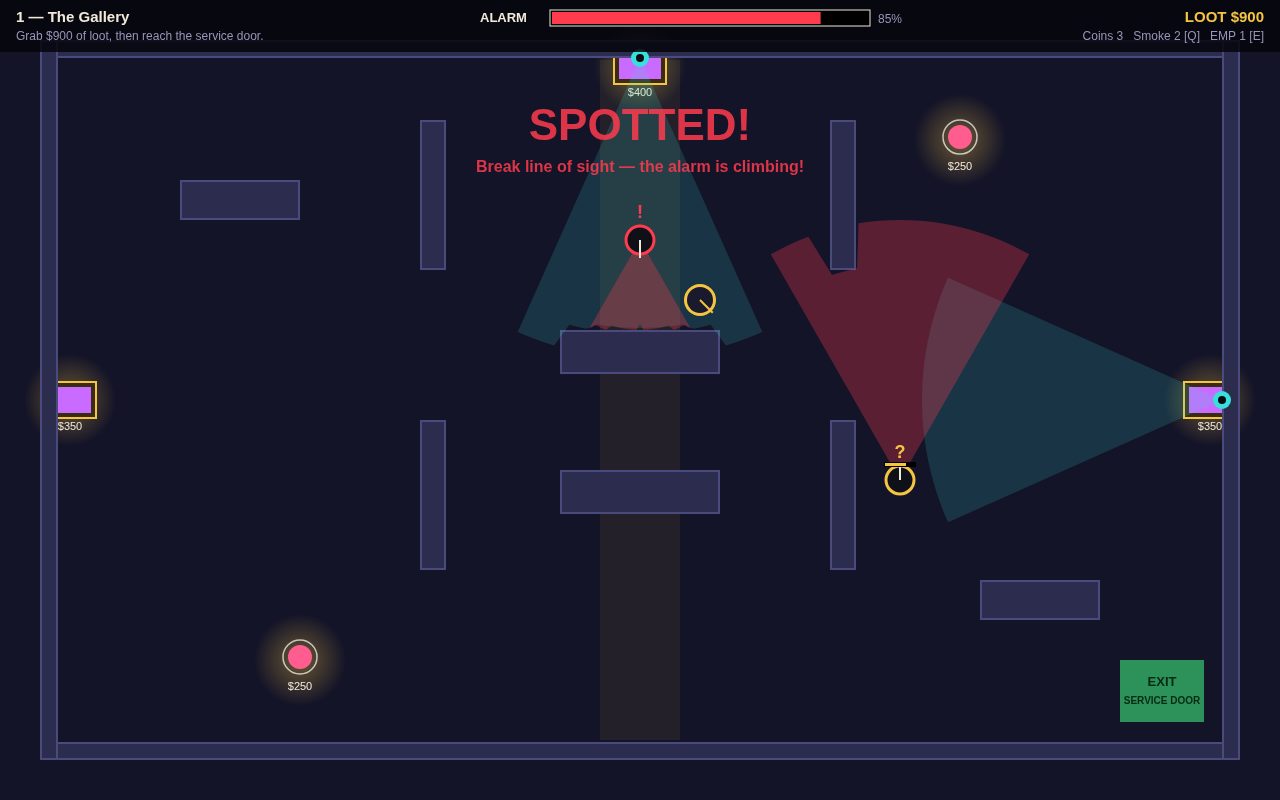 1 — The Gallery
ALARM
85%
LOOT $900
Grab $900 of loot, then reach the service door.
Coins 3 Smoke 2 [Q] EMP 1 [E]
$400
SPOTTED!
Break line of sight — the alarm is climbing!
$250
!
$350
$350
?
$250
EXIT
SERVICE DOOR